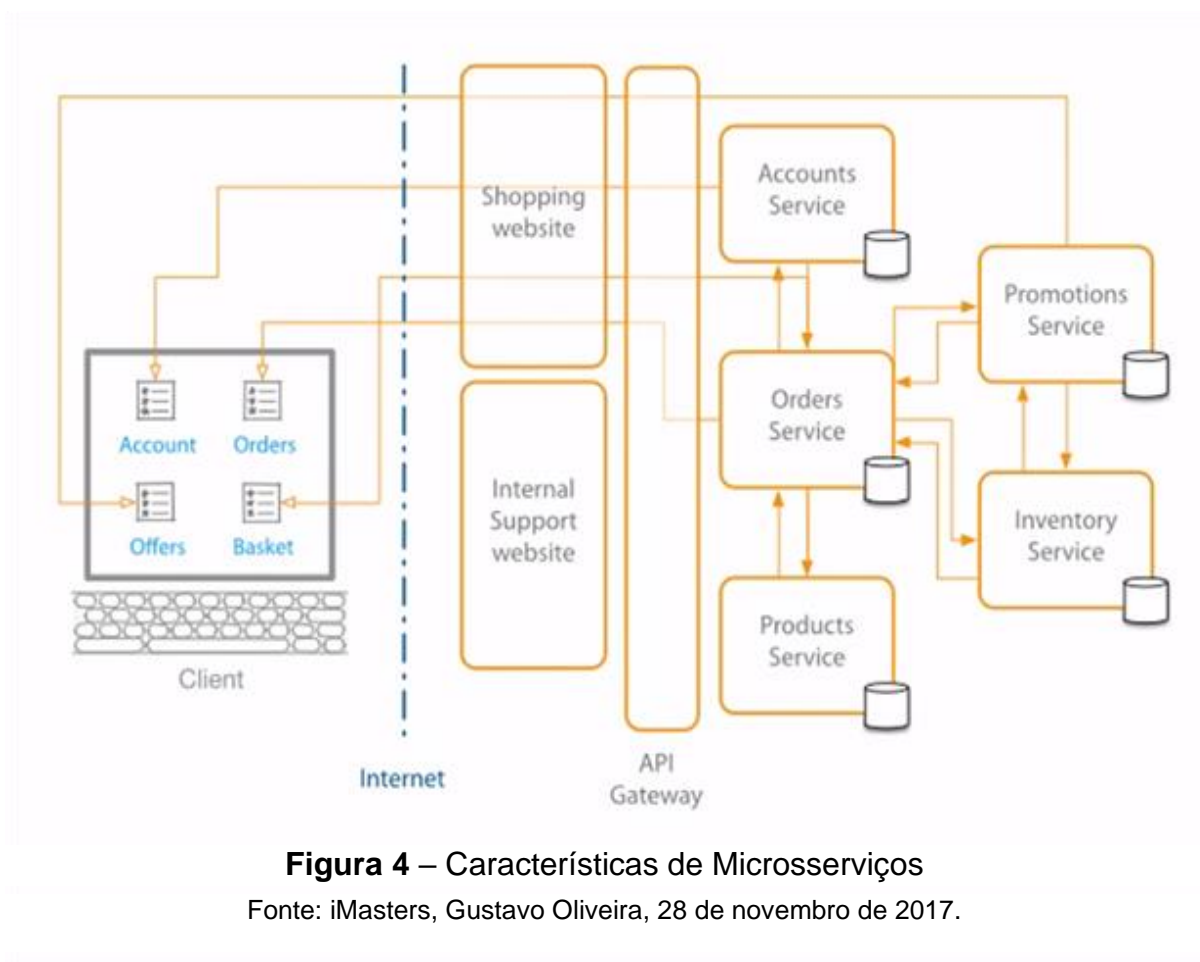 Shopping
website
Internal
Support
website
Accounts
Service
Promotions
Service
Orders
Service
Inventory
Service
Products
Service
Account
Orders
Offers
Basket
Client
Internet
API
Gateway
Figura 4 – Características de Microsserviços
Fonte: iMasters, Gustavo Oliveira, 28 de novembro de 2017.